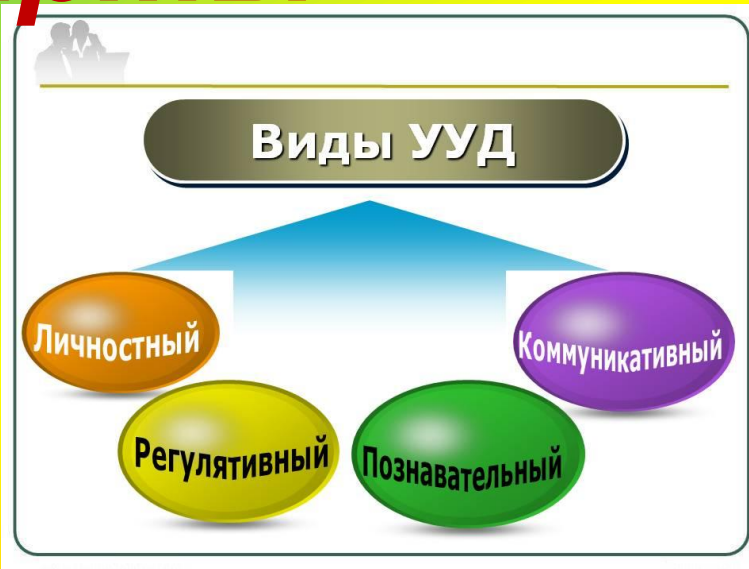 Виды УУД
Личностный
Коммуникативный
Регулятивный
Познавательный